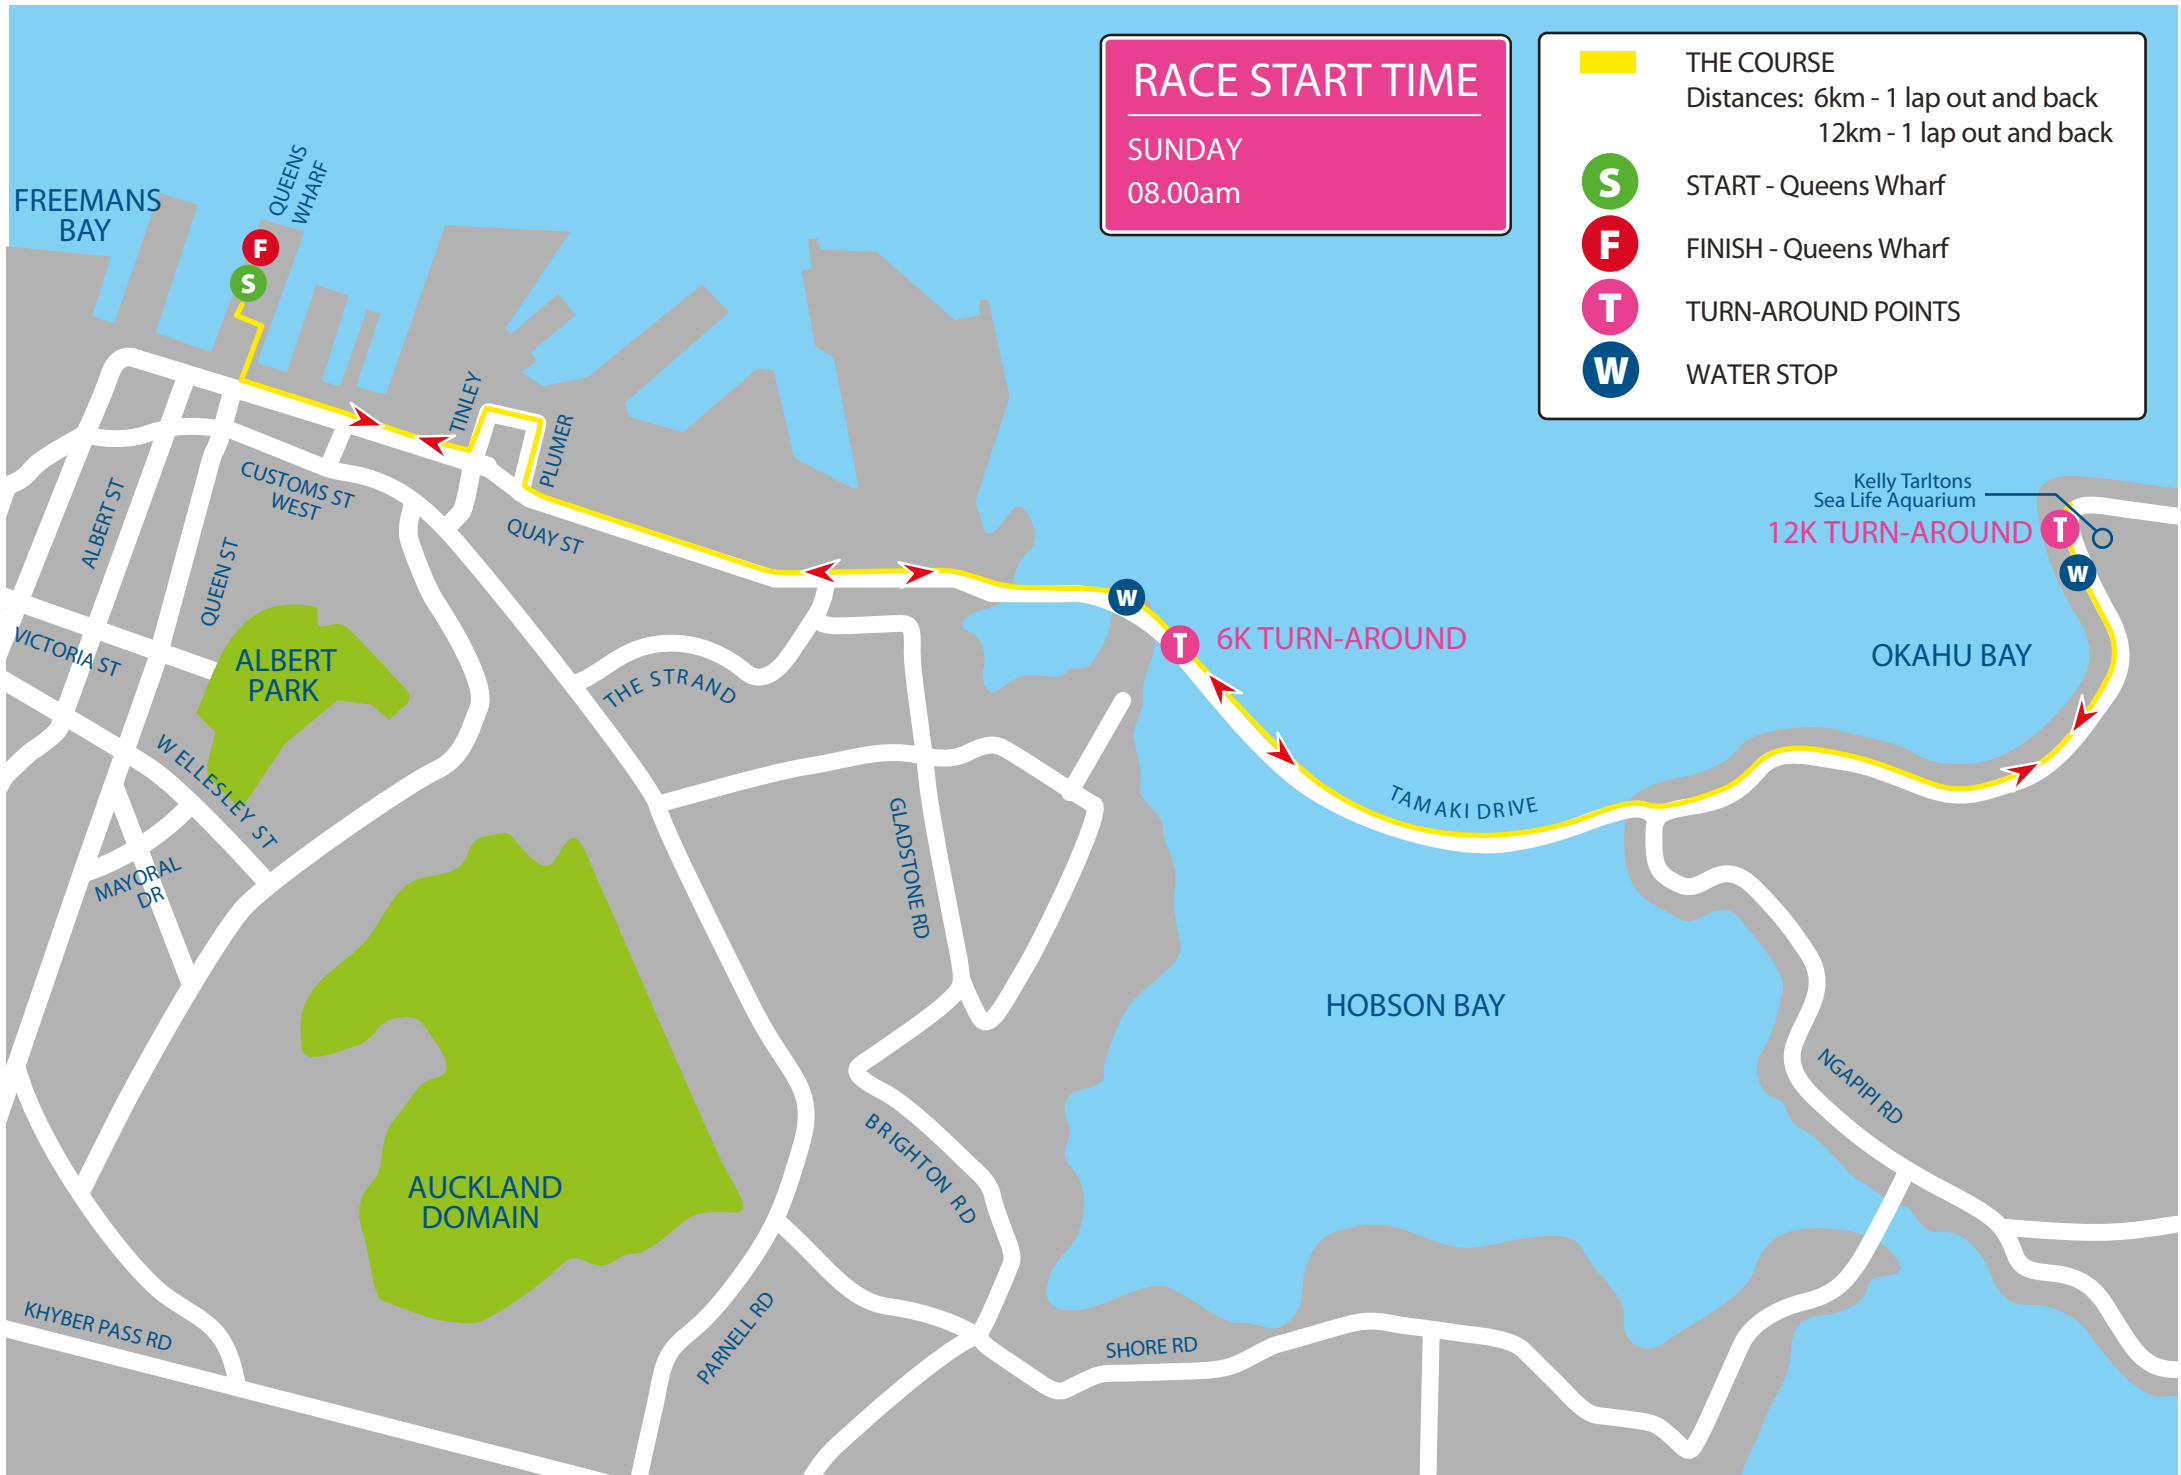 RACE START TIME
SUNDAY
08.00am
THE COURSE
Distances: 6km - 1 lap out and back
12km - 1 lap out and back
S
START - Queens Wharf
F
FINISH - Queens Wharf
T
TURN-AROUND POINTS
W
WATER STOP
FREEMANS
BAY
QUEENS
WHARF
F
S
TINLEY
PLUMER
CUSTOMS ST
WEST
ALBERT ST
QUEEN ST
QUAY ST
VICTORIA ST
ALBERT
PARK
THE STRAND
WELLESLEY ST
MAYORAL
DR
GLADSTONE RD
W
T
6K TURN-AROUND
Kelly Tarltons
Sea Life Aquarium
12K TURN-AROUND
T
W
OKAHU BAY
TAMAKI DRIVE
HOBSON BAY
NGAPIPI RD
BRIGHTON RD
AUCKLAND
DOMAIN
KHYBER PASS RD
PARNELL RD
SHORE RD